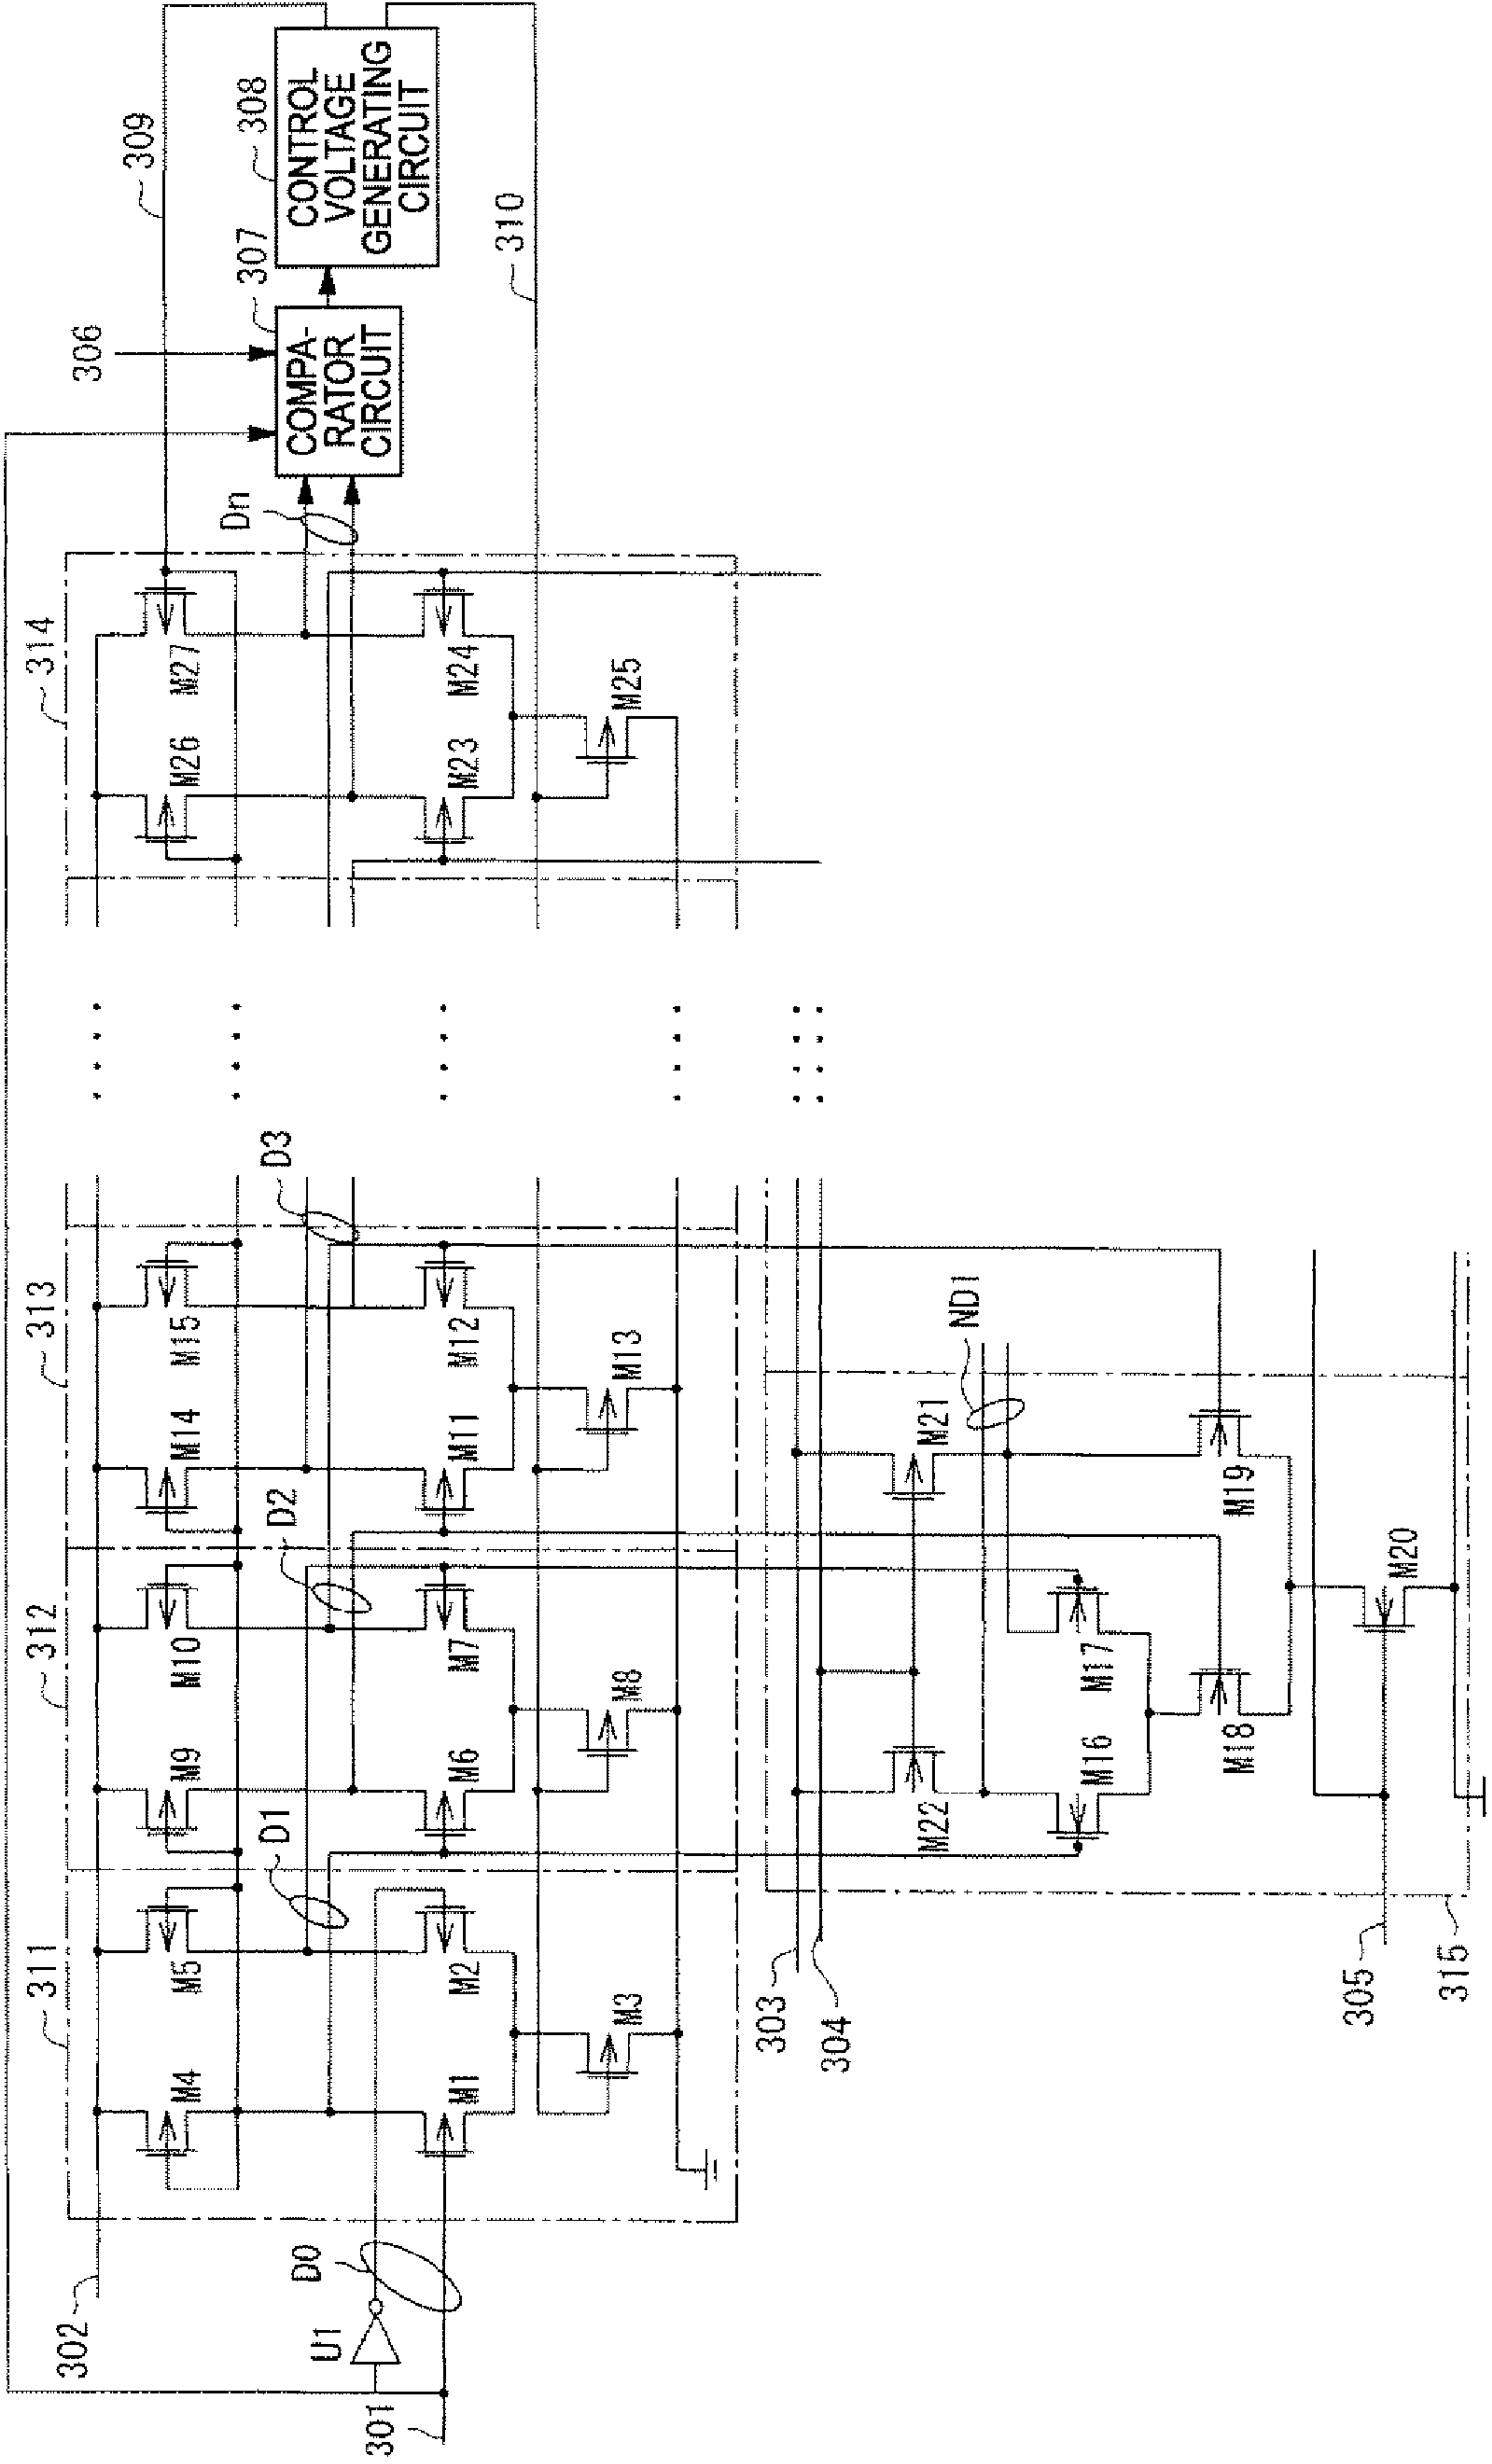 309
308
CONTROL
VOLTAGE
GENERATING
CIRCUIT
310
307
306
COMPA-
RATOR
CIRCUIT
Dn
314
M27
M26
M24
M23
M25
D3
313
M15
M14
M12
M11
M13
D2
312
M10
M9
M7
M6
M8
D1
311
M5
M4
M2
M1
M3
ND1
M21
M22
M19
M17
M16
M18
M20
303
304
305
315
302
D0
U1
301